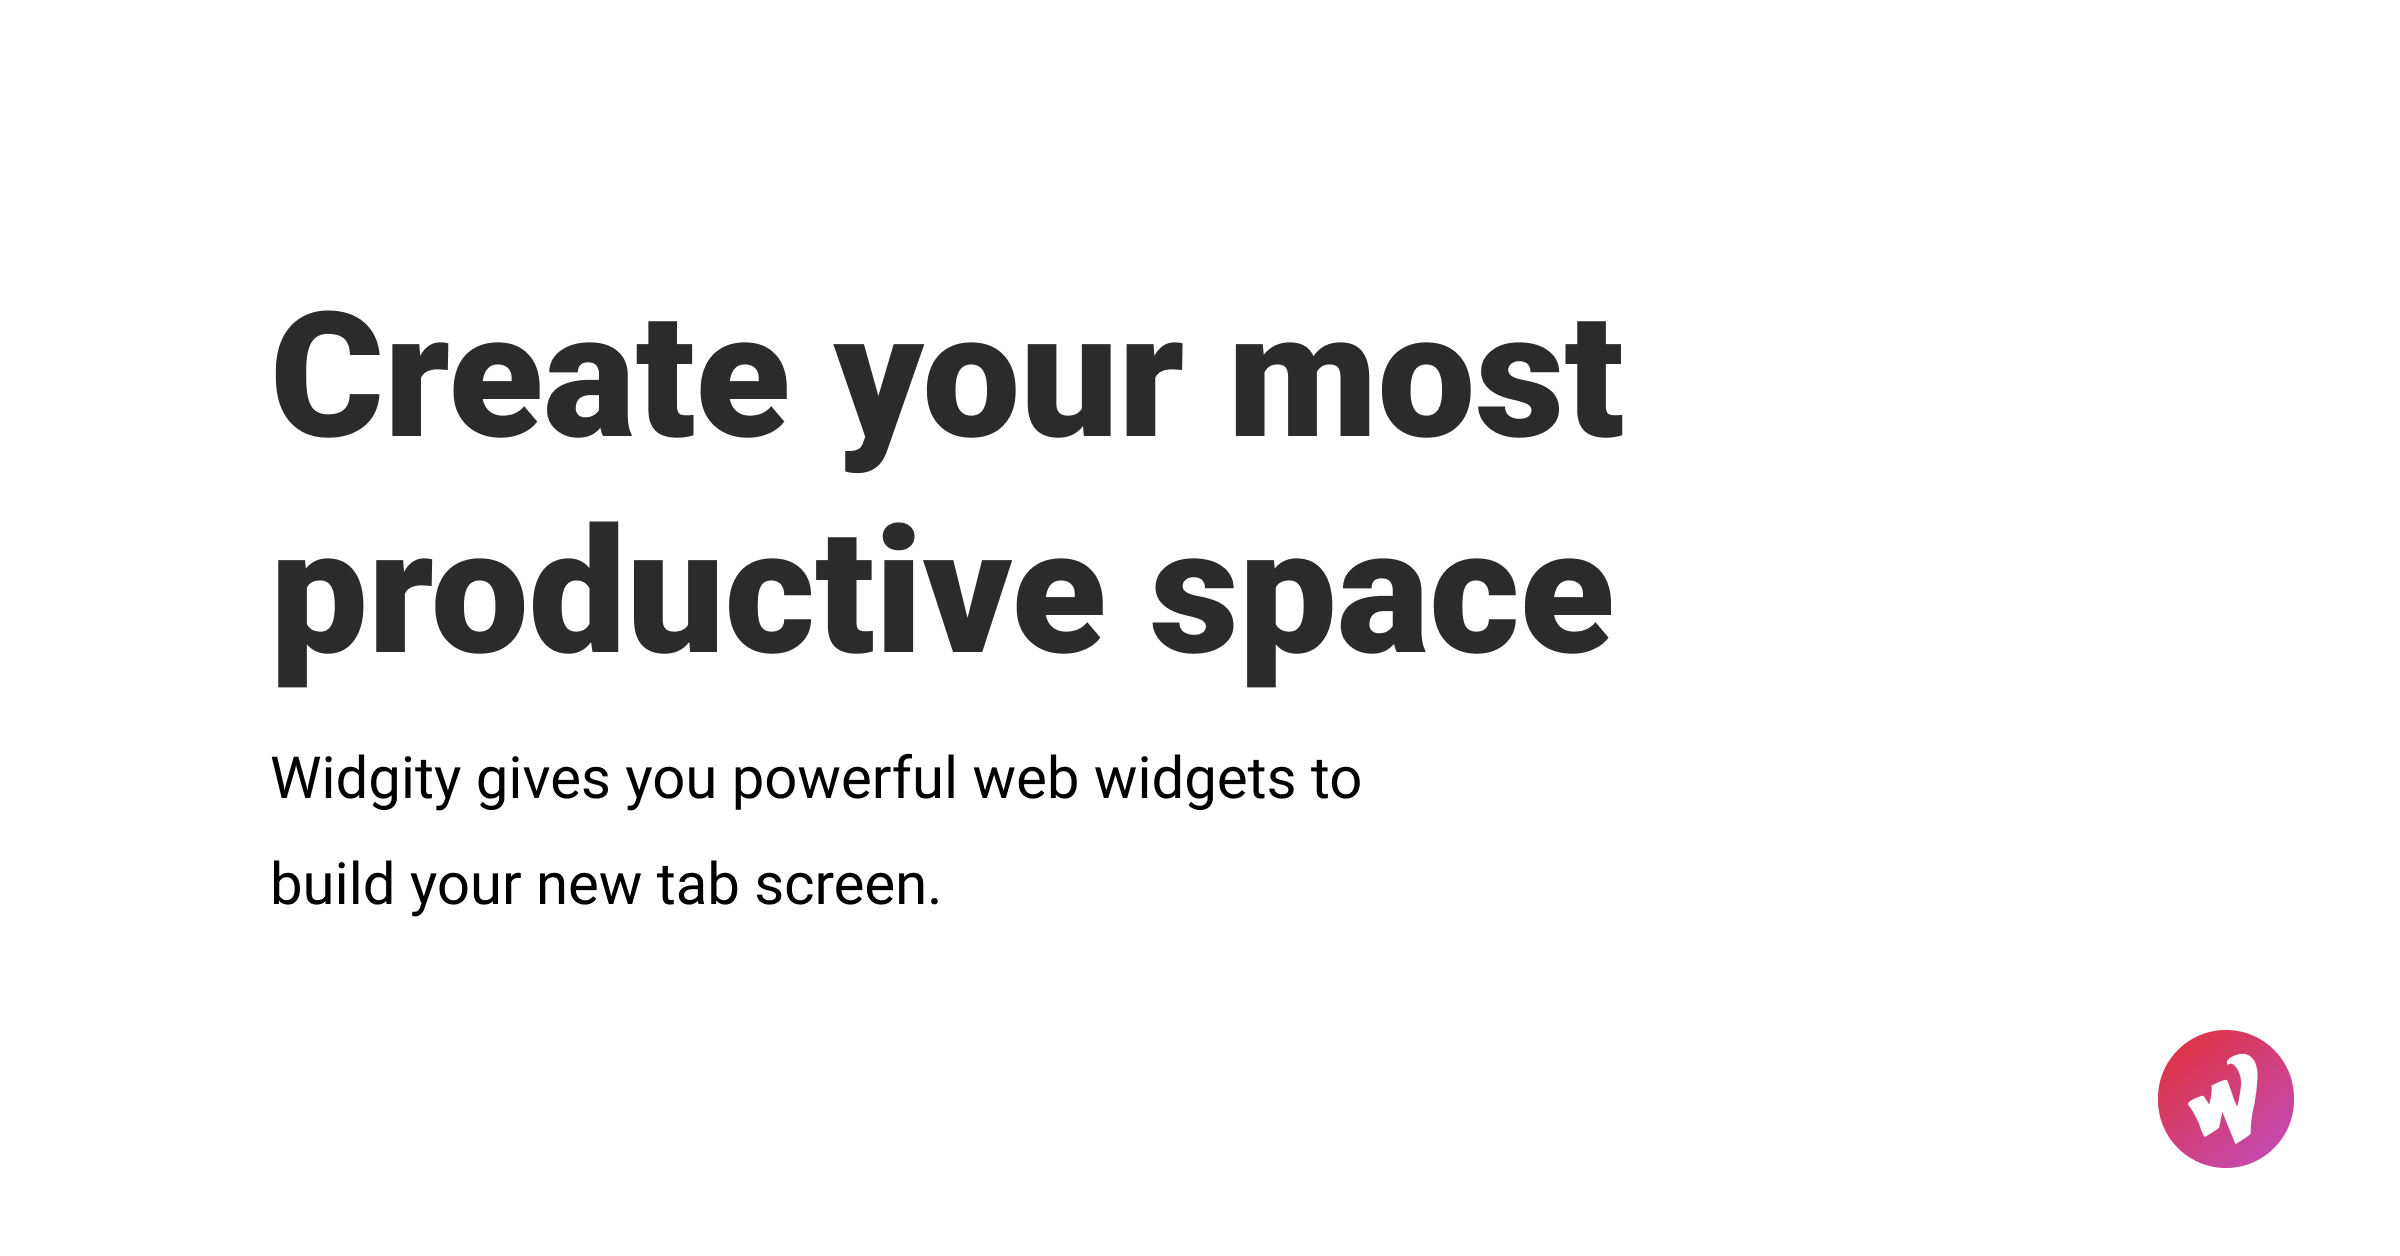 Create your most
productive space
Widgity gives you powerful web widgets to
build your new tab screen.
W